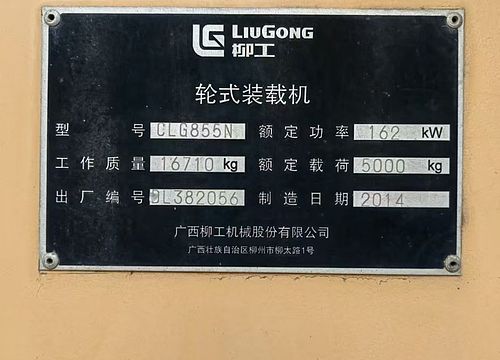 LIUGONG
柳工
轮式装载机
型号 CLG855N 额定功率 162 kW
工作质量 16710 kg 额定载荷 5000 kg
出厂编号 DL382056 制造日期 2014
广西柳工机械股份有限公司
广西壮族自治区柳州市柳太路1号